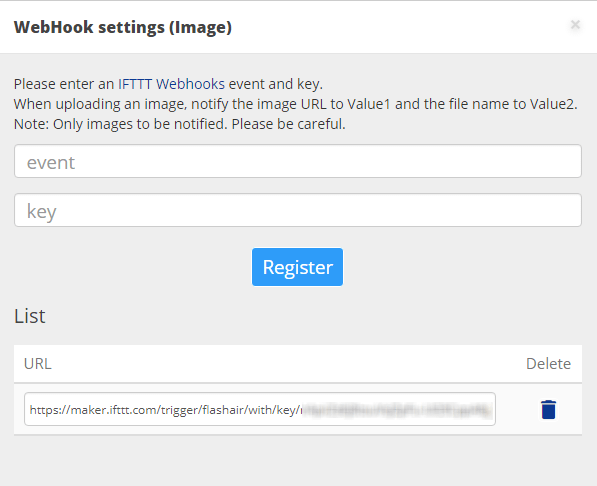 WebHook settings (Image)
×
Please enter an IFTTT Webhooks event and key.
When uploading an image, notify the image URL to Value1 and the file name to Value2.
Note: Only images to be notified. Please be careful.
event
key
Register
List
URL Delete
https://maker.ifttt.com/trigger/flashair/with/key/